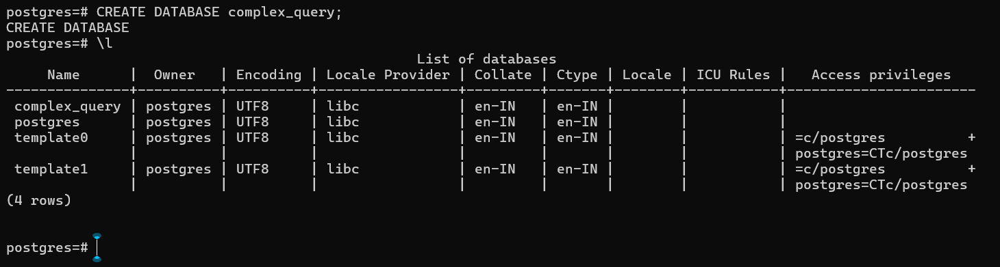 postgres=# CREATE DATABASE complex_query;
CREATE DATABASE
postgres=# \l
                                                  List of databases
     Name      |  Owner   | Encoding | Locale Provider | Collate | Ctype | Locale | ICU Rules |   Access privileges
---------------+----------+----------+-----------------+---------+-------+--------+-----------+-----------------------
 complex_query | postgres | UTF8     | libc            | en-IN   | en-IN |        |           |
 postgres      | postgres | UTF8     | libc            | en-IN   | en-IN |        |           |
 template0     | postgres | UTF8     | libc            | en-IN   | en-IN |        |           | =c/postgres          +
               |          |          |                 |         |       |        |           | postgres=CTc/postgres
 template1     | postgres | UTF8     | libc            | en-IN   | en-IN |        |           | =c/postgres          +
               |          |          |                 |         |       |        |           | postgres=CTc/postgres
(4 rows)
postgres=#